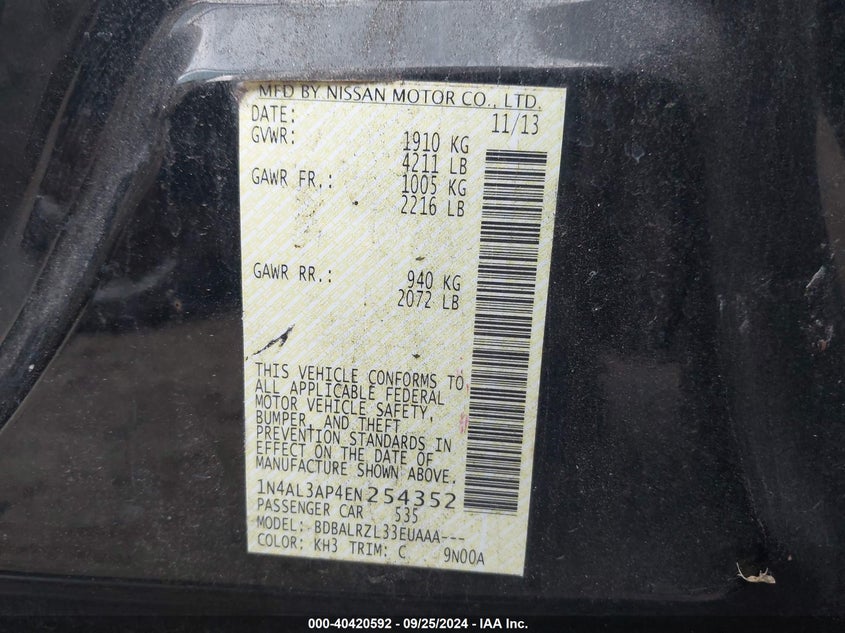 MFD BY NISSAN MOTOR CO., LTD.
DATE: 11/13
GVWR: 1910 KG
4211 LB
GAWR FR.: 1005 KG
2216 LB
GAWR RR.: 940 KG
2072 LB
THIS VEHICLE CONFORMS TO
ALL APPLICABLE FEDERAL
MOTOR VEHICLE SAFETY,
BUMPER, AND THEFT
PREVENTION STANDARDS IN
EFFECT ON THE DATE OF
MANUFACTURE SHOWN ABOVE.
1N4AL3AP4EN254352
PASSENGER CAR 535
MODEL: BDBALRZL33EUAAA---
COLOR: KH3 TRIM: C 9N00A
000-40420592 - 09/25/2024 - IAA Inc.